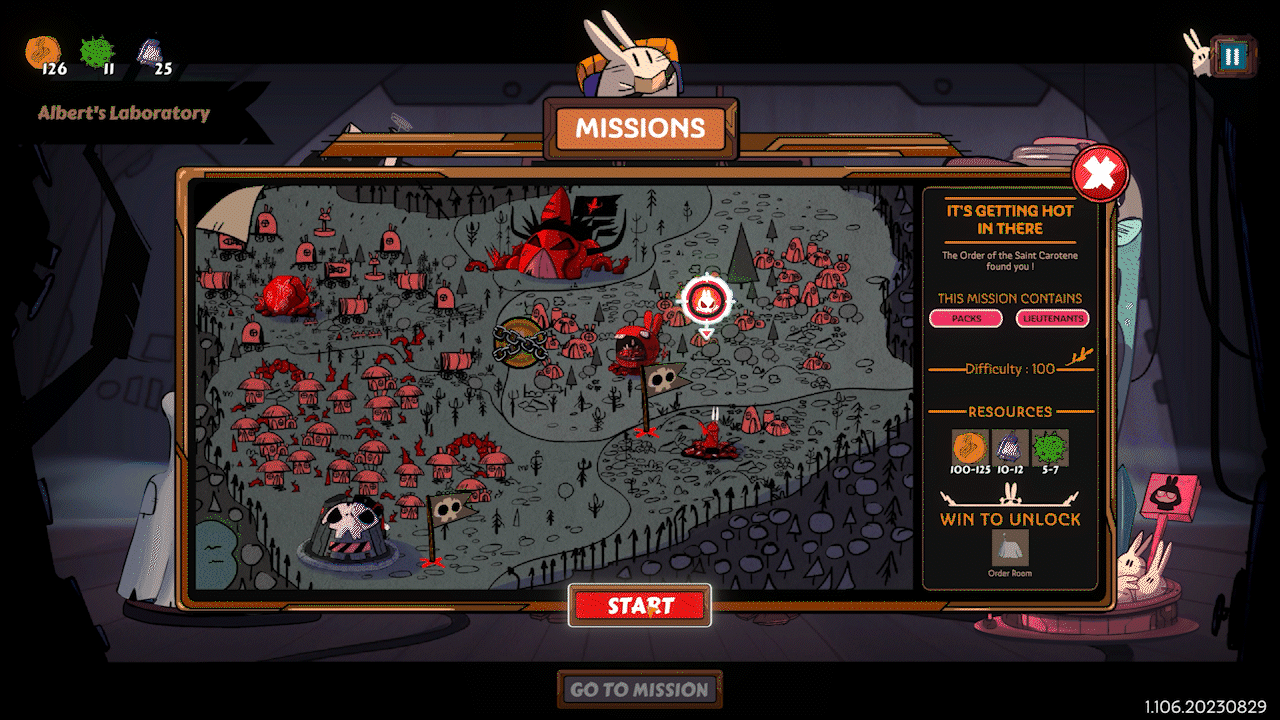 126
11
25
Albert's Laboratory
MISSIONS
IT'S GETTING HOT
IN THERE
The Order of the Saint Carotene
found you !
THIS MISSION CONTAINS
PACKS
LIEUTENANTS
Difficulty : 100
RESOURCES
100-125
10-12
5-7
WIN TO UNLOCK
Order Room
START
GO TO MISSION
1.106.20230829